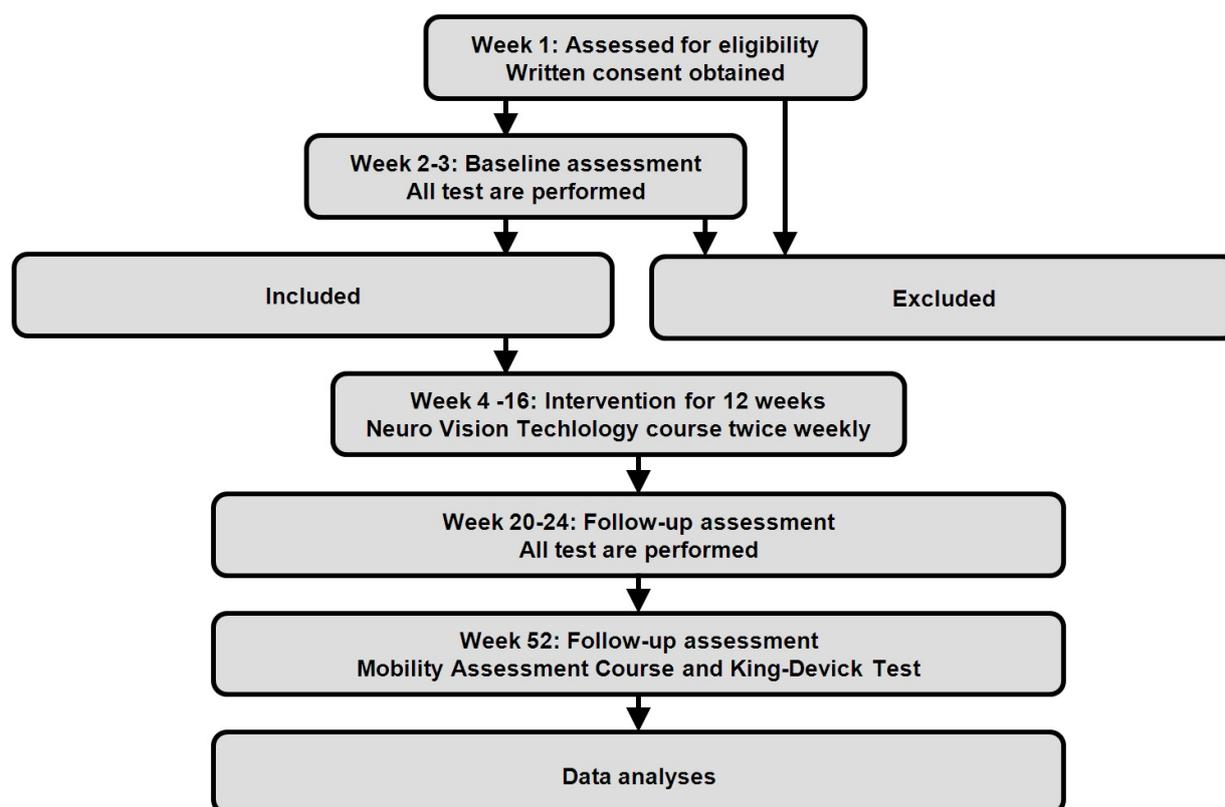 Week 1: Assessed for eligibility
Written consent obtained
Week 2-3: Baseline assessment
All test are performed
Included
Excluded
Week 4 -16: Intervention for 12 weeks
Neuro Vision Techlology course twice weekly
Week 20-24: Follow-up assessment
All test are performed
Week 52: Follow-up assessment
Mobility Assessment Course and King-Devick Test
Data analyses